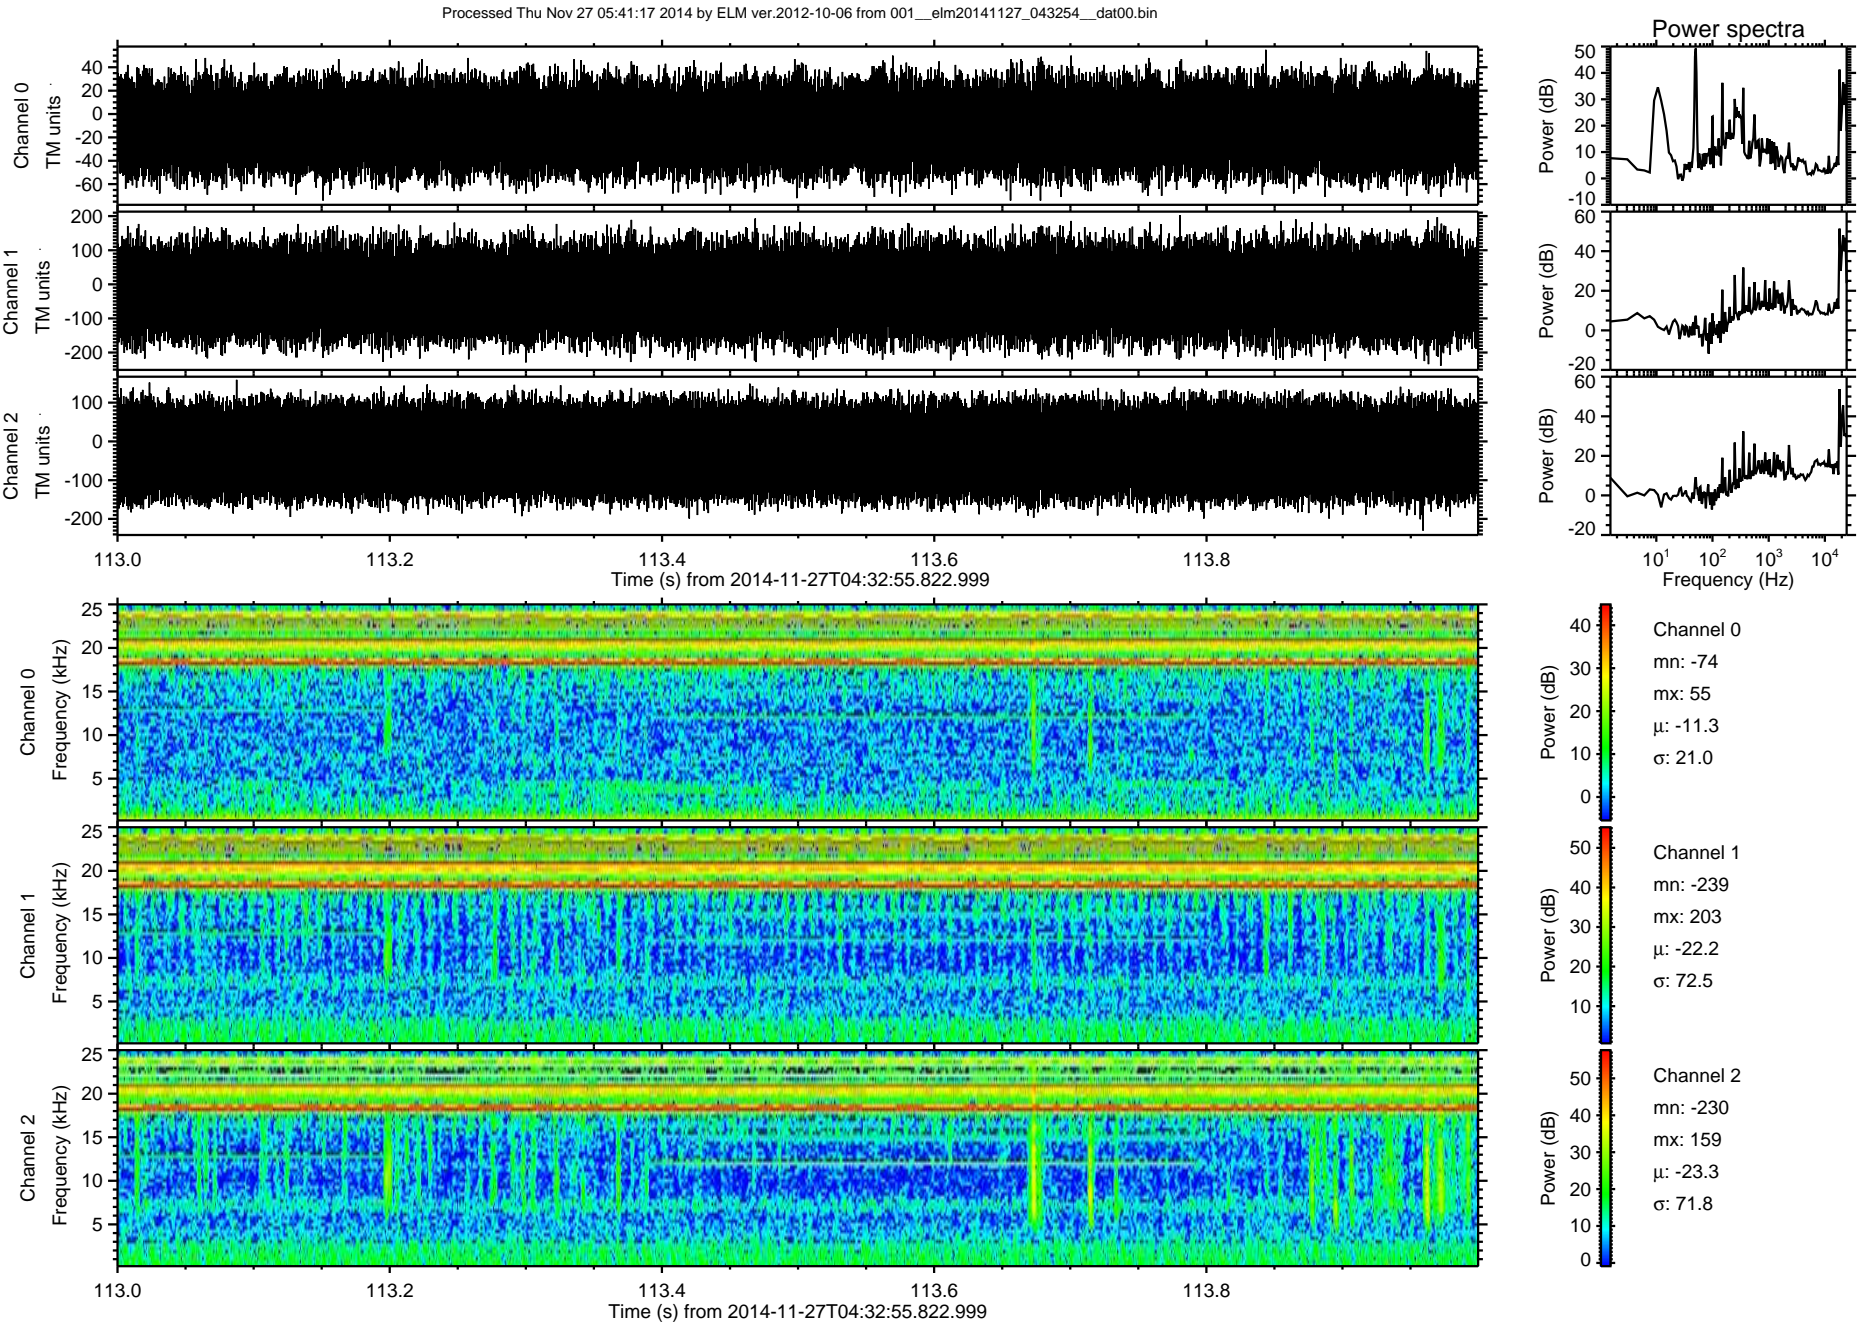 Processed Thu Nov 27 05:41:17 2014 by ELM ver.2012-10-06 from 001__elm20141127_043254__dat00.bin
Power spectra
Channel 0
TM units
40
20
0
-20
-40
-60
Power (dB)
50
40
30
20
10
0
-10
Channel 1
TM units
200
100
0
-100
-200
Power (dB)
60
40
20
0
-20
Channel 2
TM units
100
0
-100
-200
Power (dB)
60
40
20
0
-20
113.0 113.2 113.4 113.6 113.8
Time (s) from 2014-11-27T04:32:55.822.999
10^1 10^2 10^3 10^4
Frequency (Hz)
Channel 0
Frequency (kHz)
25
20
15
10
5
Power (dB)
40
30
20
10
0
Channel 0
mn: -74
mx: 55
μ: -11.3
σ: 21.0
Channel 1
Frequency (kHz)
25
20
15
10
5
Power (dB)
50
40
30
20
10
Channel 1
mn: -239
mx: 203
μ: -22.2
σ: 72.5
Channel 2
Frequency (kHz)
25
20
15
10
5
Power (dB)
50
40
30
20
10
0
Channel 2
mn: -230
mx: 159
μ: -23.3
σ: 71.8
113.0 113.2 113.4 113.6 113.8
Time (s) from 2014-11-27T04:32:55.822.999